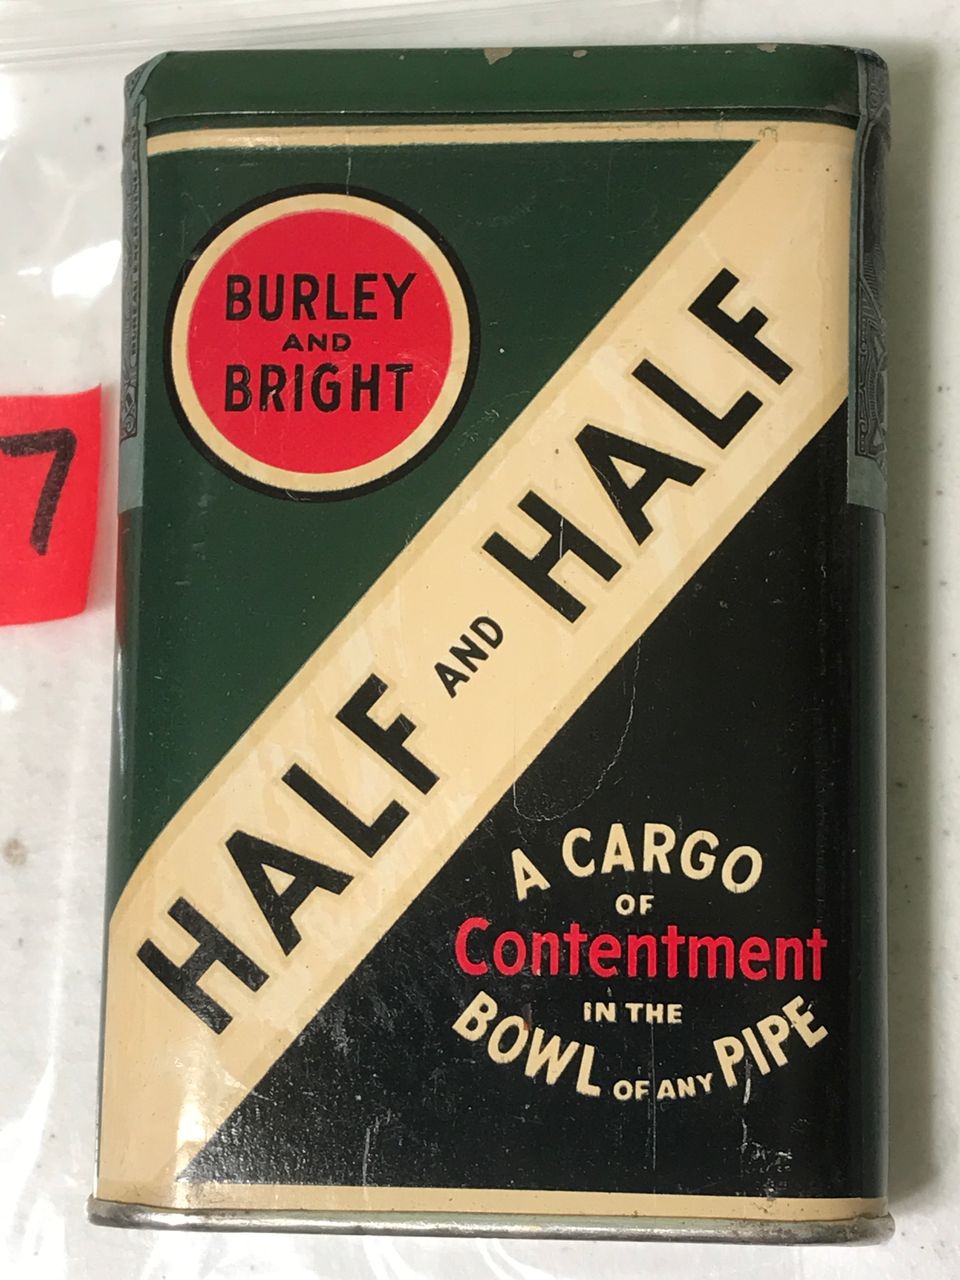 BURLEY
AND
BRIGHT
HALF AND HALF
A CARGO
OF
Contentment
IN THE
BOWL OF ANY PIPE
7